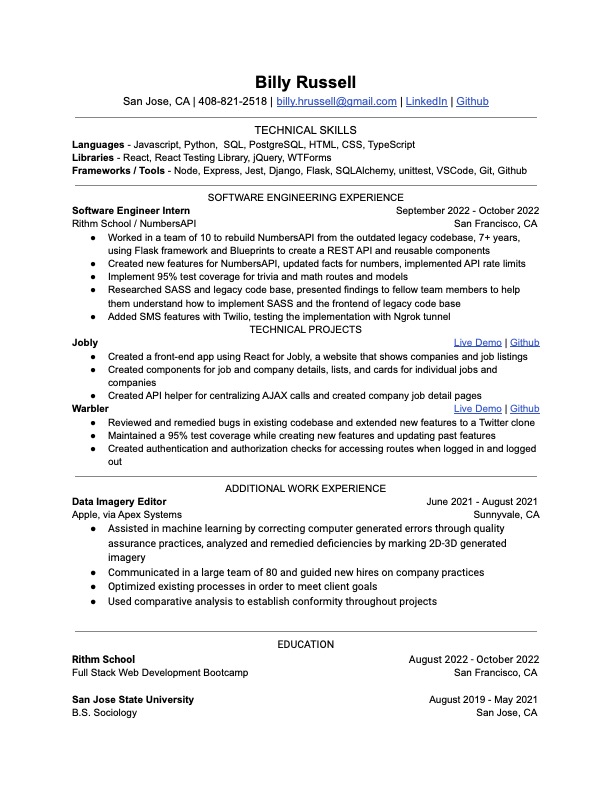 Billy Russell
San Jose, CA | 408-821-2518 | billy.hrussell@gmail.com | LinkedIn | Github
TECHNICAL SKILLS
Languages - Javascript, Python,  SQL, PostgreSQL, HTML, CSS, TypeScript
Libraries - React, React Testing Library, jQuery, WTForms
Frameworks / Tools - Node, Express, Jest, Django, Flask, SQLAlchemy, unittest, VSCode, Git, Github
SOFTWARE ENGINEERING EXPERIENCE
Software Engineer Intern September 2022 - October 2022
Rithm School / NumbersAPI San Francisco, CA
● Worked in a team of 10 to rebuild NumbersAPI from the outdated legacy codebase, 7+ years,
using Flask framework and Blueprints to create a REST API and reusable components
● Created new features for NumbersAPI, updated facts for numbers, implemented API rate limits
● Implement 95% test coverage for trivia and math routes and models
● Researched SASS and legacy code base, presented findings to fellow team members to help
them understand how to implement SASS and the frontend of legacy code base
● Added SMS features with Twilio, testing the implementation with Ngrok tunnel
TECHNICAL PROJECTS
Jobly Live Demo | Github
● Created a front-end app using React for Jobly, a website that shows companies and job listings
● Created components for job and company details, lists, and cards for individual jobs and
companies
● Created API helper for centralizing AJAX calls and created company job detail pages
Warbler Live Demo | Github
● Reviewed and remedied bugs in existing codebase and extended new features to a Twitter clone
● Maintained a 95% test coverage while creating new features and updating past features
● Created authentication and authorization checks for accessing routes when logged in and logged
out
ADDITIONAL WORK EXPERIENCE
Data Imagery Editor June 2021 - August 2021
Apple, via Apex Systems Sunnyvale, CA
● Assisted in machine learning by correcting computer generated errors through quality
assurance practices, analyzed and remedied deficiencies by marking 2D-3D generated
imagery
● Communicated in a large team of 80 and guided new hires on company practices
● Optimized existing processes in order to meet client goals
● Used comparative analysis to establish conformity throughout projects
EDUCATION
Rithm School August 2022 - October 2022
Full Stack Web Development Bootcamp San Francisco, CA
San Jose State University August 2019 - May 2021
B.S. Sociology San Jose, CA